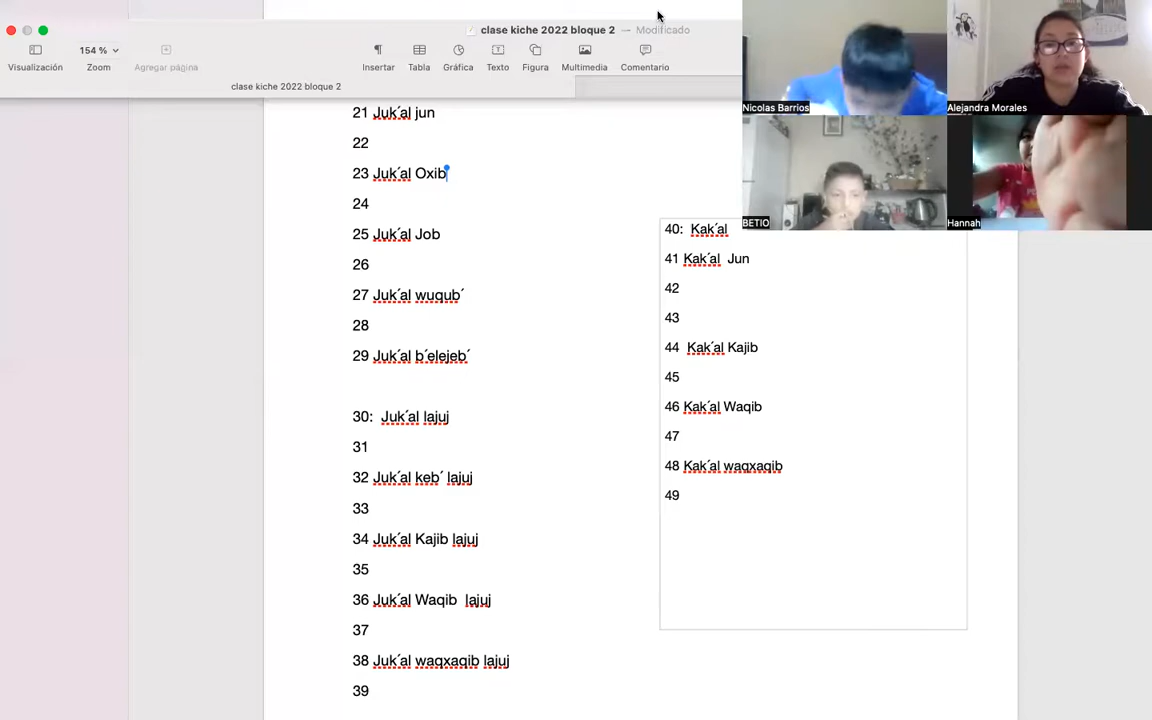 clase kiche 2022 bloque 2 — Modificado
154 %
Visualización Zoom Agregar página Insertar Tabla Gráfica Texto Figura Multimedia Comentario
clase kiche 2022 bloque 2
21 Juk´al jun
22
23 Juk´al Oxib
24
25 Juk´al Job
26
27 Juk´al wuqub´
28
29 Juk´al b´elejeb´
30: Juk´al lajuj
31
32 Juk´al keb´ lajuj
33
34 Juk´al Kajib lajuj
35
36 Juk´al Waqib lajuj
37
38 Juk´al waqxaqib lajuj
39
40: Kak´al
41 Kak´al Jun
42
43
44 Kak´al Kajib
45
46 Kak´al Waqib
47
48 Kak´al waqxaqib
49
Nicolas Barrios
Alejandra Morales
BETIO
Hannah